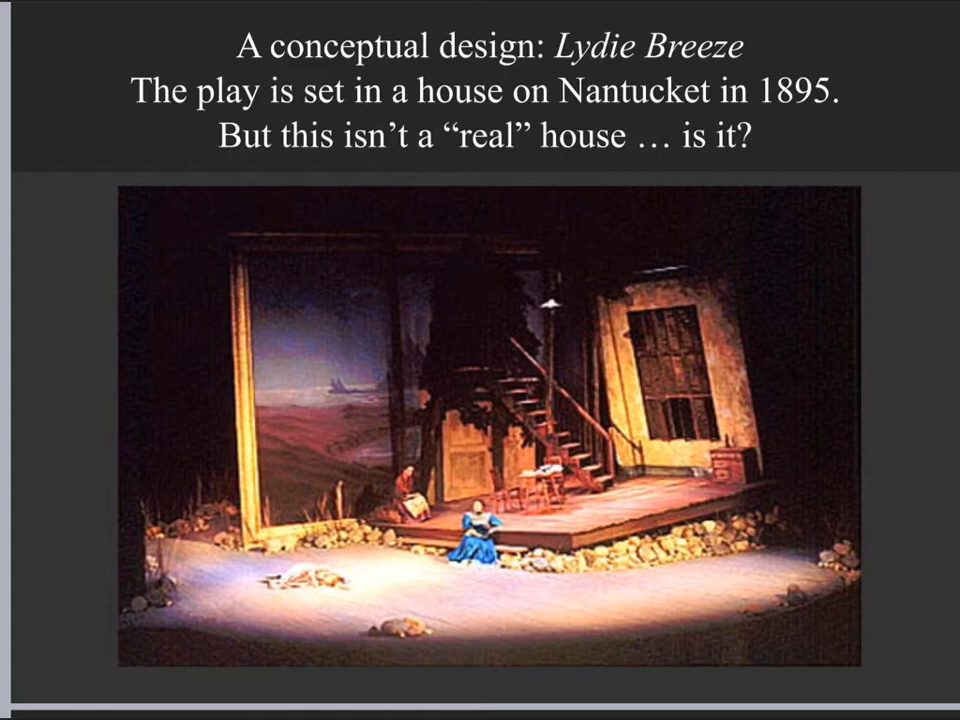 A conceptual design: Lydie Breeze
The play is set in a house on Nantucket in 1895.
But this isn’t a “real” house … is it?